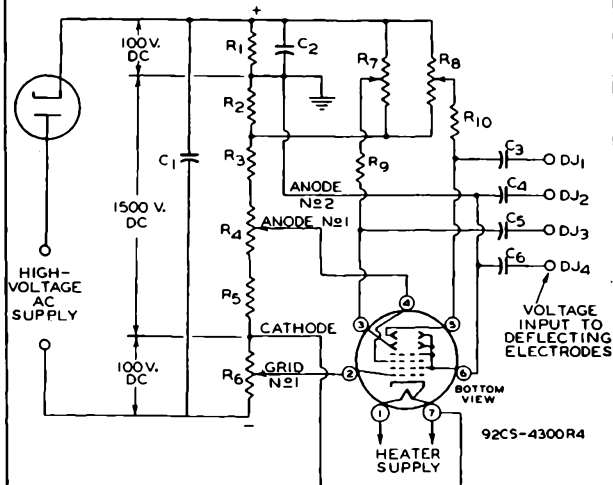 +
100 V.
DC
R1
C2
R7
R8
R2
R10
C1
R3
R9
C3
DJ1
C4
DJ2
1500 V.
DC
ANODE
Nº2
ANODE Nº1
R4
C5
DJ3
C6
DJ4
HIGH-
VOLTAGE
AC
SUPPLY
R5
4
3
5
VOLTAGE
INPUT TO
DEFLECTING
ELECTRODES
CATHODE
100 V.
DC
R6
GRID
Nº1
2
6
BOTTOM
VIEW
–
1
7
92CS-4300R4
HEATER
SUPPLY